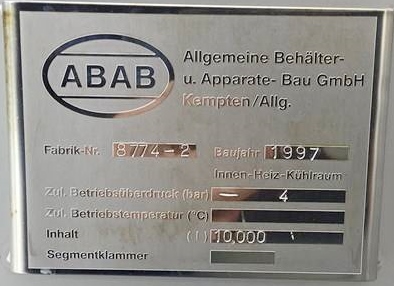 ABAB
Allgemeine Behälter-
u. Apparate- Bau GmbH
Kempten/Allg.
Fabrik-Nr. 8774-2 Baujahr 1997
Innen-Heiz-Kühlraum
Zul. Betriebsüberdruck (bar) — 4
Zul. Betriebstemperatur (°C)
Inhalt (l) 10.000
Segmentklammer